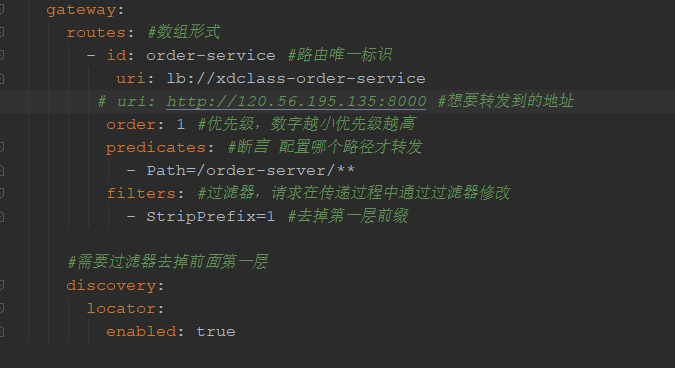 gateway:
routes: #数组形式
- id: order-service #路由唯一标识
uri: lb://xdclass-order-service
# uri: http://120.56.195.135:8000 #想要转发到的地址
order: 1 #优先级，数字越小优先级越高
predicates: #断言 配置哪个路径才转发
- Path=/order-server/**
filters: #过滤器，请求在传递过程中通过过滤器修改
- StripPrefix=1 #去掉第一层前缀
#需要过滤器去掉前面第一层
discovery:
locator:
enabled: true